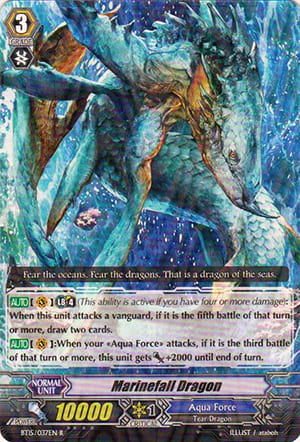 3
GRADE
Fear the oceans. Fear the dragons. That is a dragon of the seas.
AUTO [ ] LB4 (This ability is active if you have four or more damage):
When this unit attacks a vanguard, if it is the fifth battle of that turn
or more, draw two cards.
AUTO [ ]:When your «Aqua Force» attacks, if it is the third battle
of that turn or more, this unit gets +2000 until end of turn.
NORMAL UNIT
Marinefall Dragon
POWER
10000
1
CRITICAL
Aqua Force
Tear Dragon
BT15/037EN R
ILLUST / ataboh